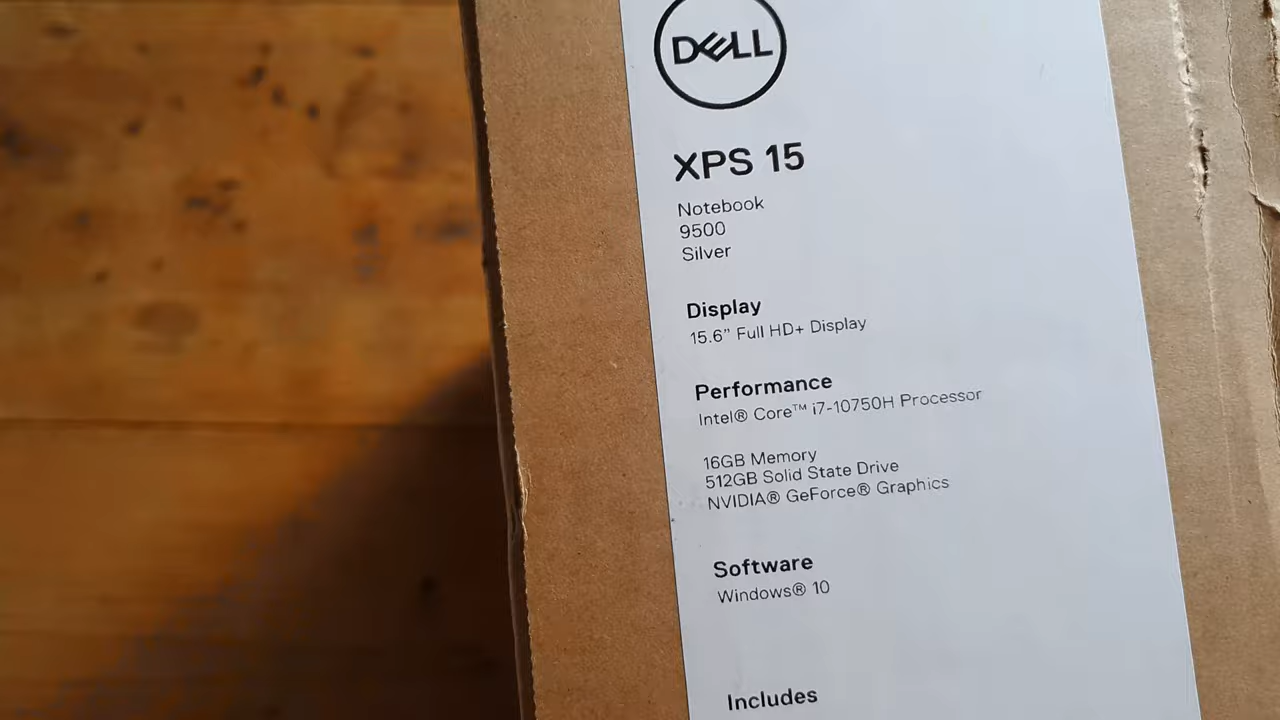 DELL
XPS 15
Notebook
9500
Silver
Display
15.6" Full HD+ Display
Performance
Intel® Core™ i7-10750H Processor
16GB Memory
512GB Solid State Drive
NVIDIA® GeForce® Graphics
Software
Windows® 10
Includes